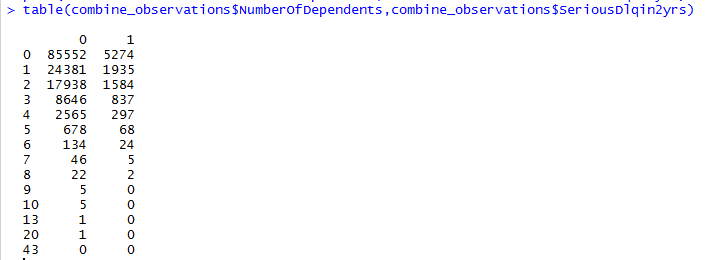 > table(combine_observations$NumberOfDependents,combine_observations$SeriousDlqin2yrs)
0 1
0 85552 5274
1 24381 1935
2 17938 1584
3 8646 837
4 2565 297
5 678 68
6 134 24
7 46 5
8 22 2
9 5 0
10 5 0
13 1 0
20 1 0
43 0 0